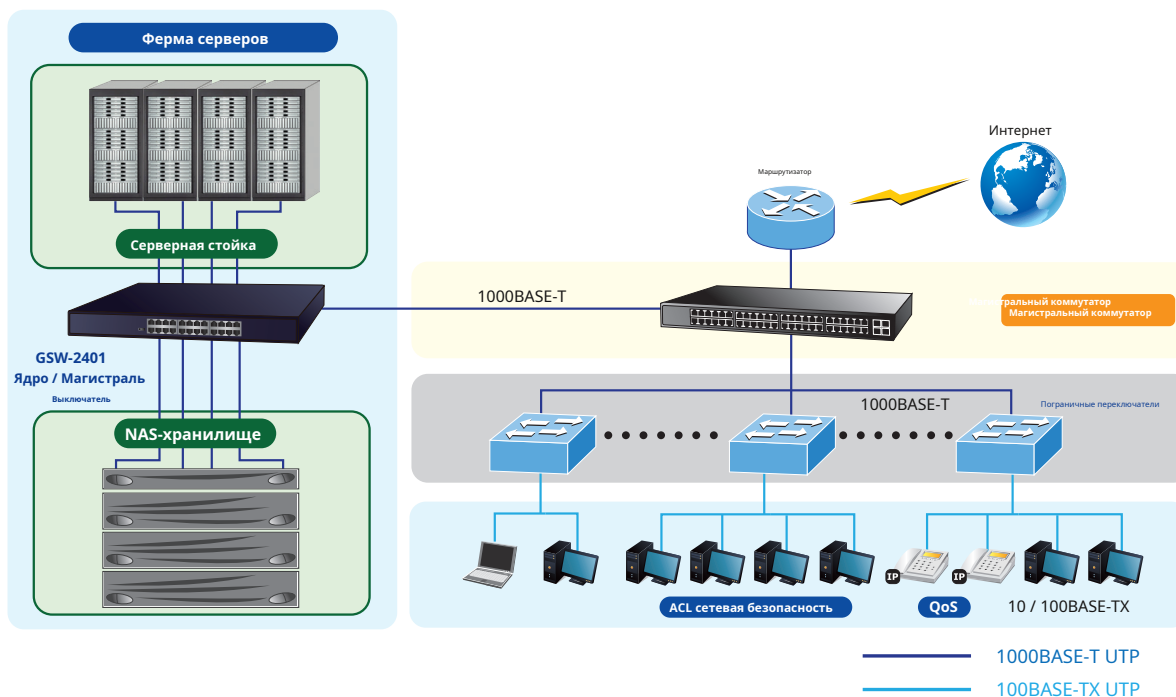 Ферма серверов
Серверная стойка
GSW-2401
Ядро / Магистраль
Выключатель
NAS-хранилище
Интернет
Маршрутизатор
1000BASE-T
коммутатор
Магистральный коммутатор
1000BASE-T
Пограничные переключатели
IP
IP
ACL сетевая безопасность
QoS
10 / 100BASE-TX
1000BASE-T UTP
100BASE-TX UTP